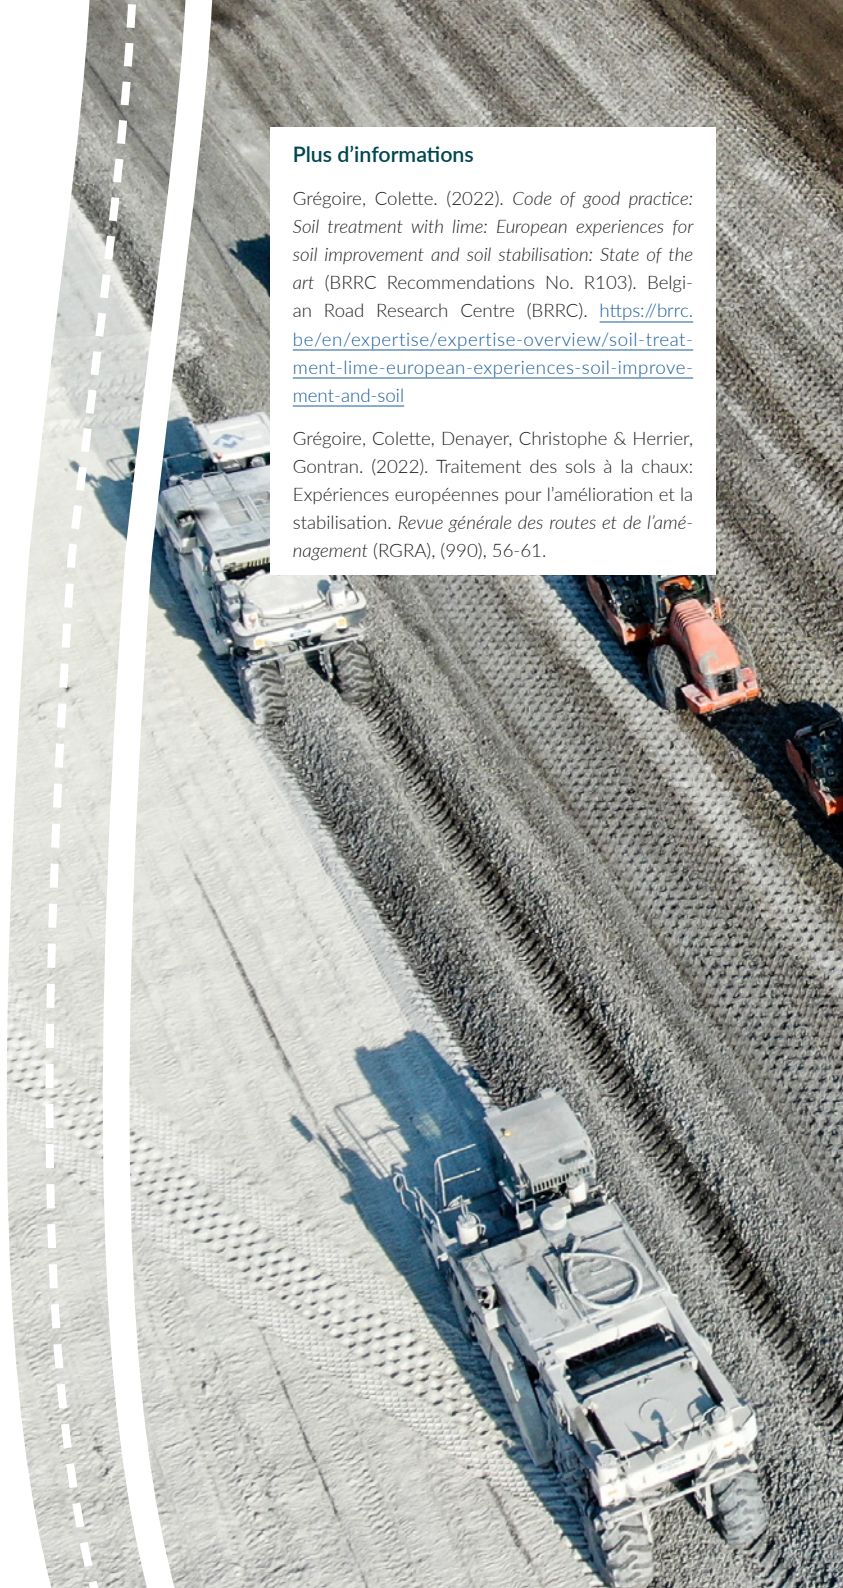 Plus d’informations
Grégoire, Colette. (2022). Code of good practice:
Soil treatment with lime: European experiences for
soil improvement and soil stabilisation: State of the
art (BRRC Recommendations No. R103). Belgi-
an Road Research Centre (BRRC). https://brrc.
be/en/expertise/expertise-overview/soil-treat-
ment-lime-european-experiences-soil-improve-
ment-and-soil
Grégoire, Colette, Denayer, Christophe & Herrier,
Gontran. (2022). Traitement des sols à la chaux:
Expériences européennes pour l’amélioration et la
stabilisation. Revue générale des routes et de l’amé-
nagement (RGRA), (990), 56-61.